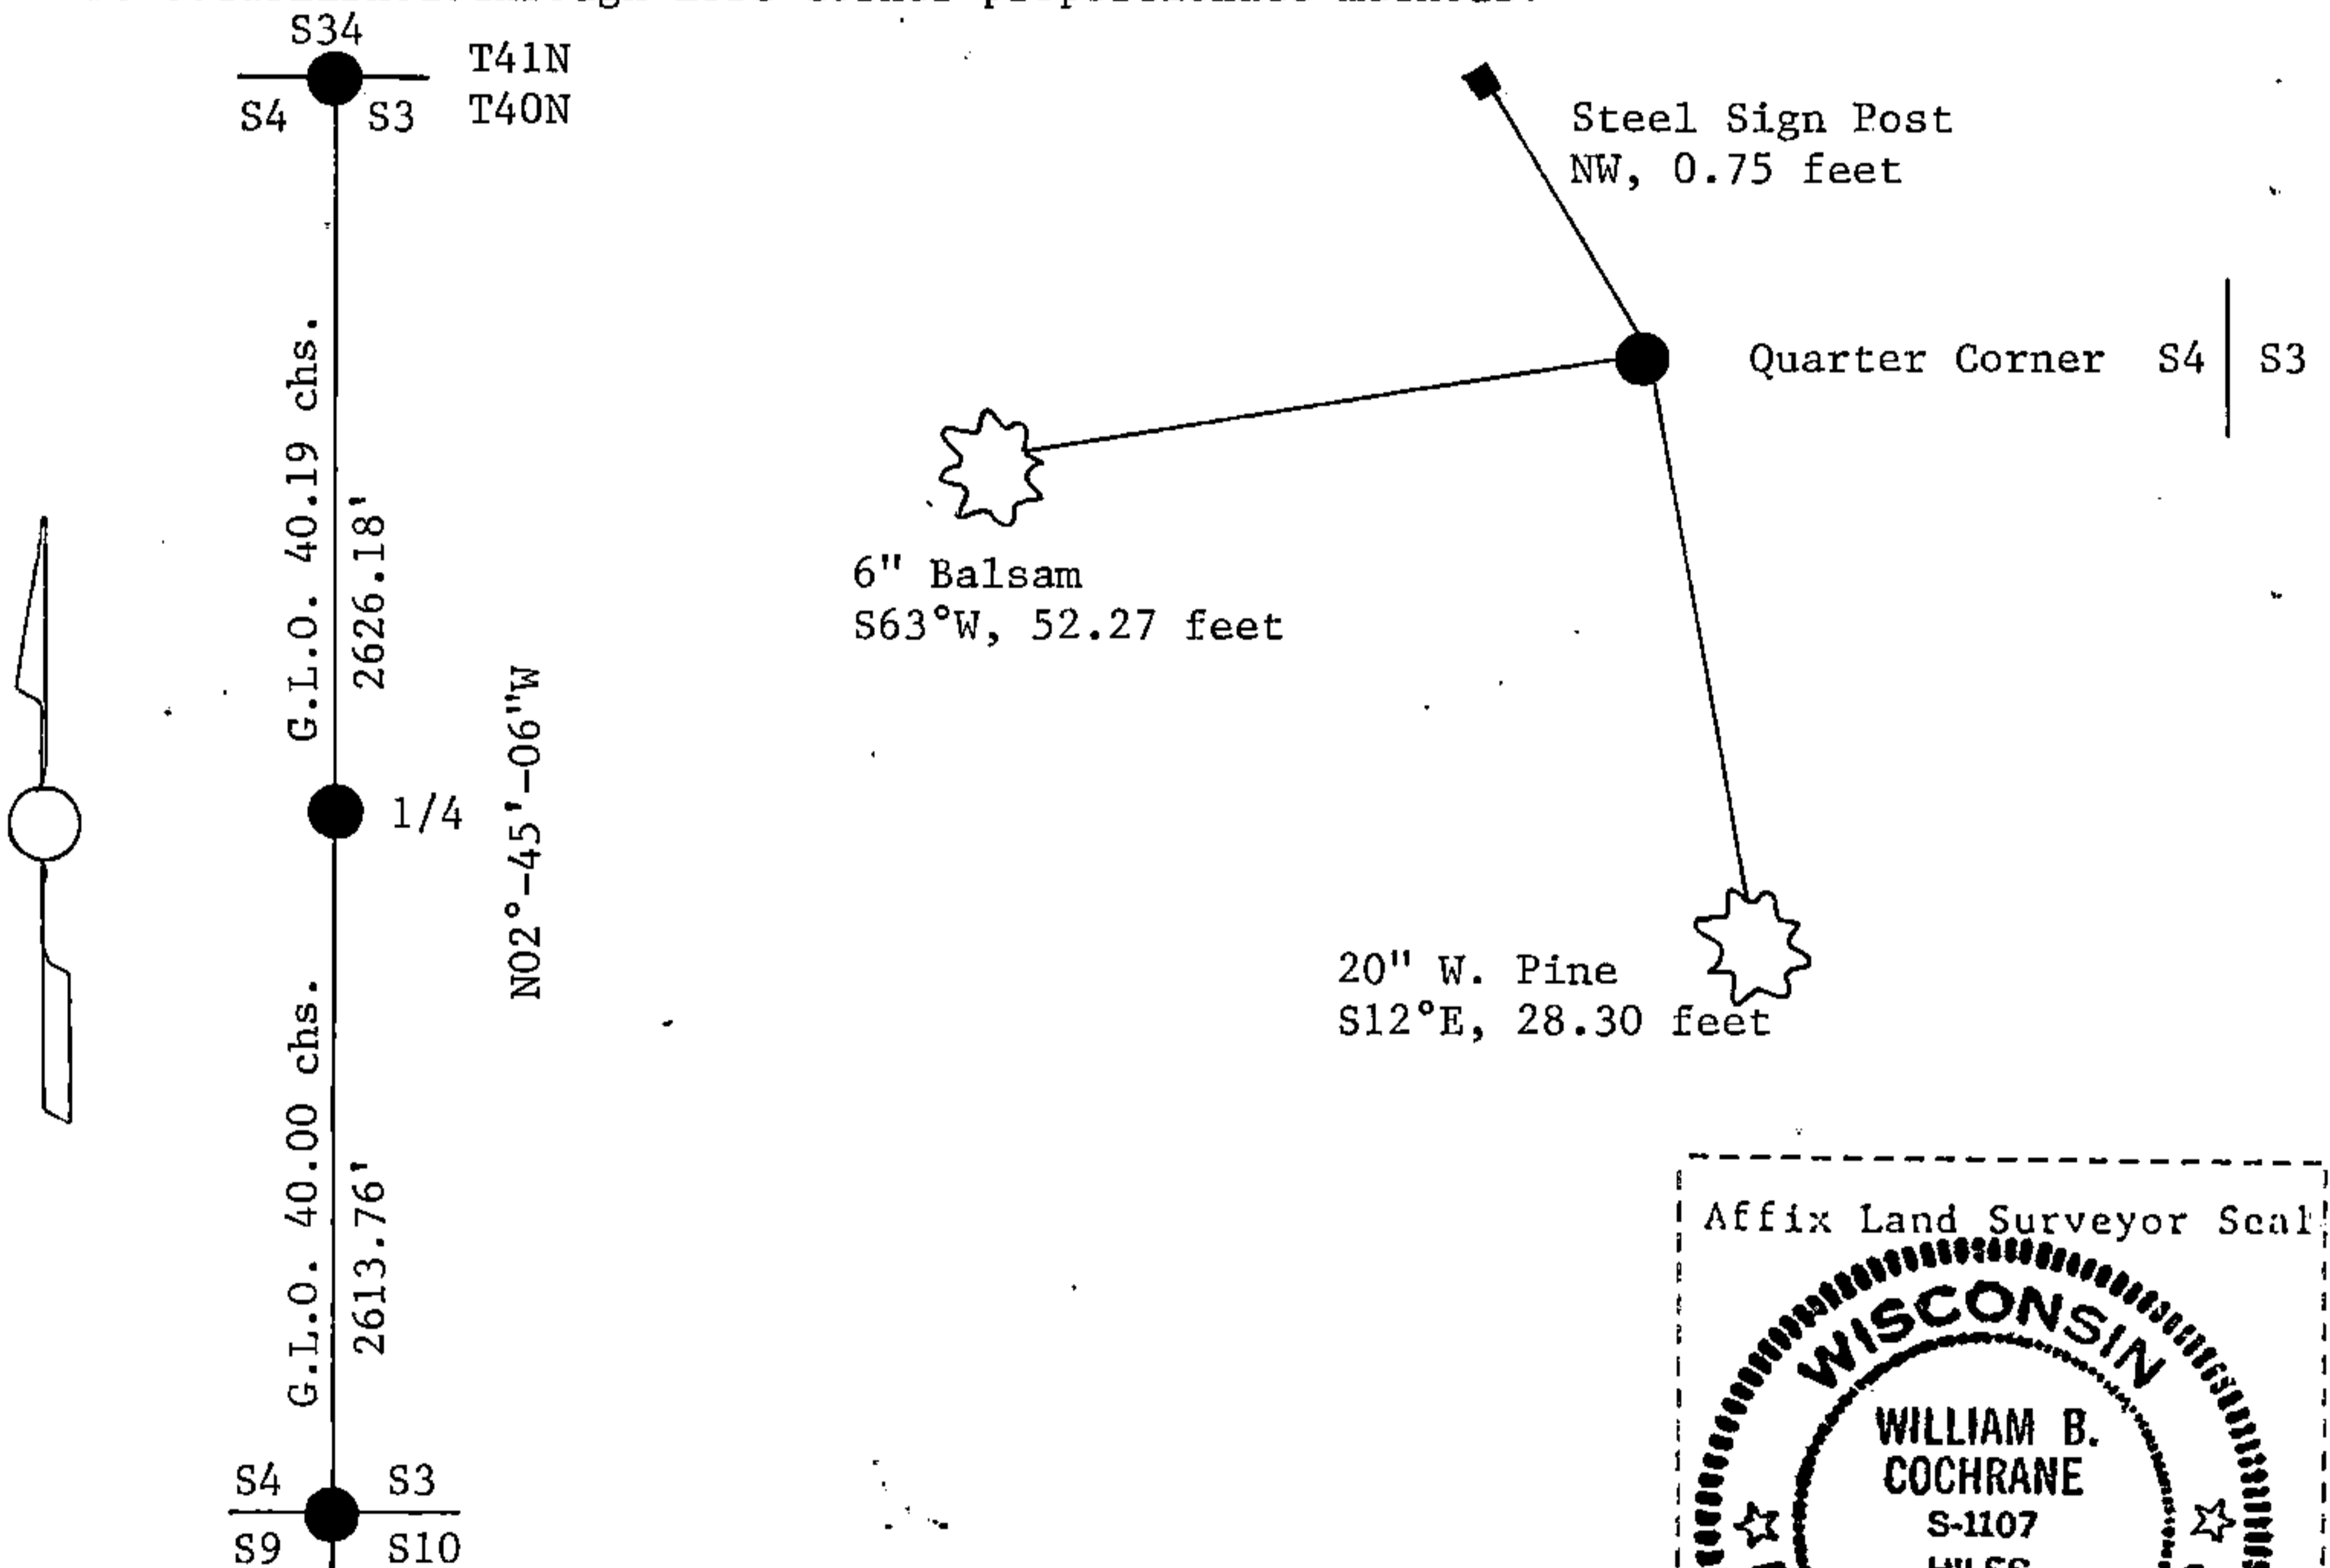 S34
T41N
S4 S3 T40N
G.L.O. 40.19 chs.
2626.18'
1/4
N02°-45'-06"W
G.L.O. 40.00 chs.
2613.76'
S4 S3
S9 S10
Steel Sign Post
NW, 0.75 feet
Quarter Corner S4 S3
6" Balsam
S63°W, 52.27 feet
20" W. Pine
S12°E, 28.30 feet
Affix Land Surveyor Seal
WISCONSIN
WILLIAM B.
COCHRANE
S-1107